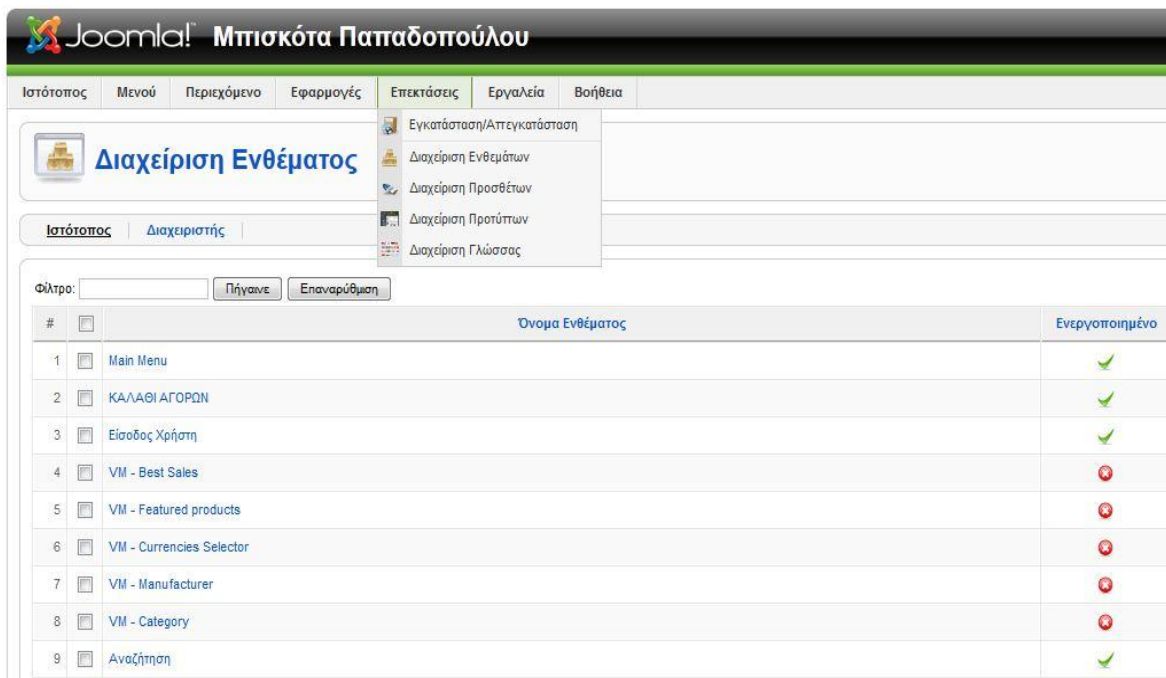 Joomla! Μπισκότα Παπαδοπούλου
Ιστότοπος Μενού Περιεχόμενο Εφαρμογές Επεκτάσεις Εργαλεία Βοήθεια
Εγκατάσταση/Απεγκατάσταση
Διαχείριση Ενθεμάτων
Διαχείριση Προσθέτων
Διαχείριση Προτύπων
Διαχείριση Γλώσσας
Διαχείριση Ενθέματος
Ιστότοπος Διαχειριστής
Φίλτρο: Πήγαινε Επαναρύθμιση
# Όνομα Ενθέματος Ενεργοποιημένο
1 Main Menu
2 ΚΑΛΑΘΙ ΑΓΟΡΩΝ
3 Είσοδος Χρήστη
4 VM - Best Sales
5 VM - Featured products
6 VM - Currencies Selector
7 VM - Manufacturer
8 VM - Category
9 Αναζήτηση